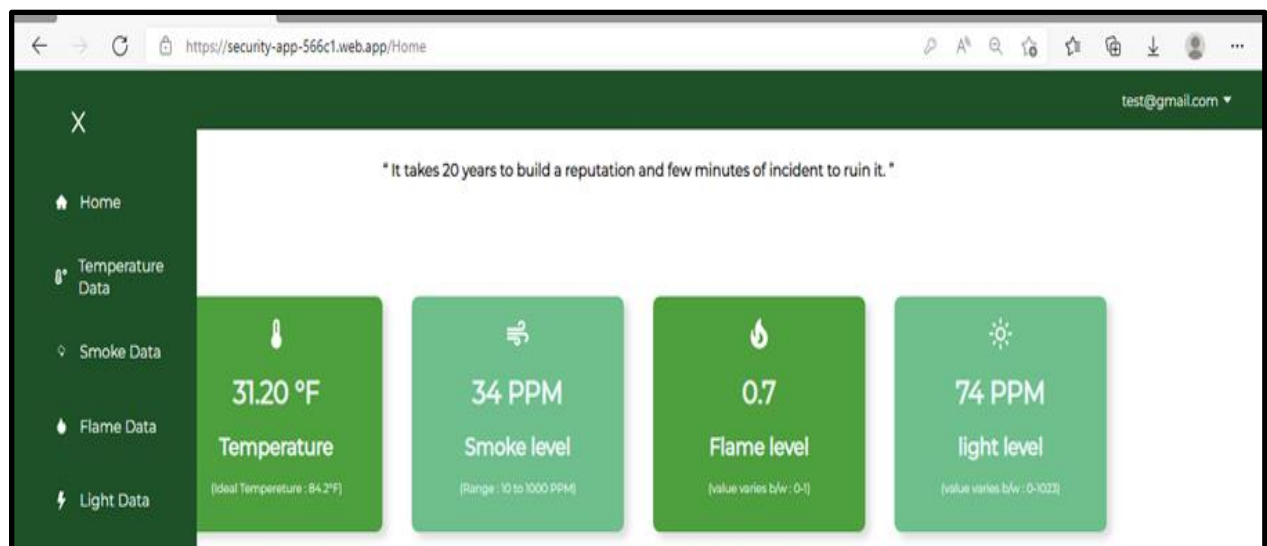 https://security-app-566c1.web.app/Home
test@gmail.com
X
" It takes 20 years to build a reputation and few minutes of incident to ruin it. "
Home
Temperature
Data
Smoke Data
Flame Data
Light Data
31.20 °F
Temperature
(Ideal Tempereture : 84.2°F)
34 PPM
Smoke level
(Range : 10 to 1000 PPM)
0.7
Flame level
(value varies b/w : 0-1)
74 PPM
light level
(value varies b/w : 0-1023)